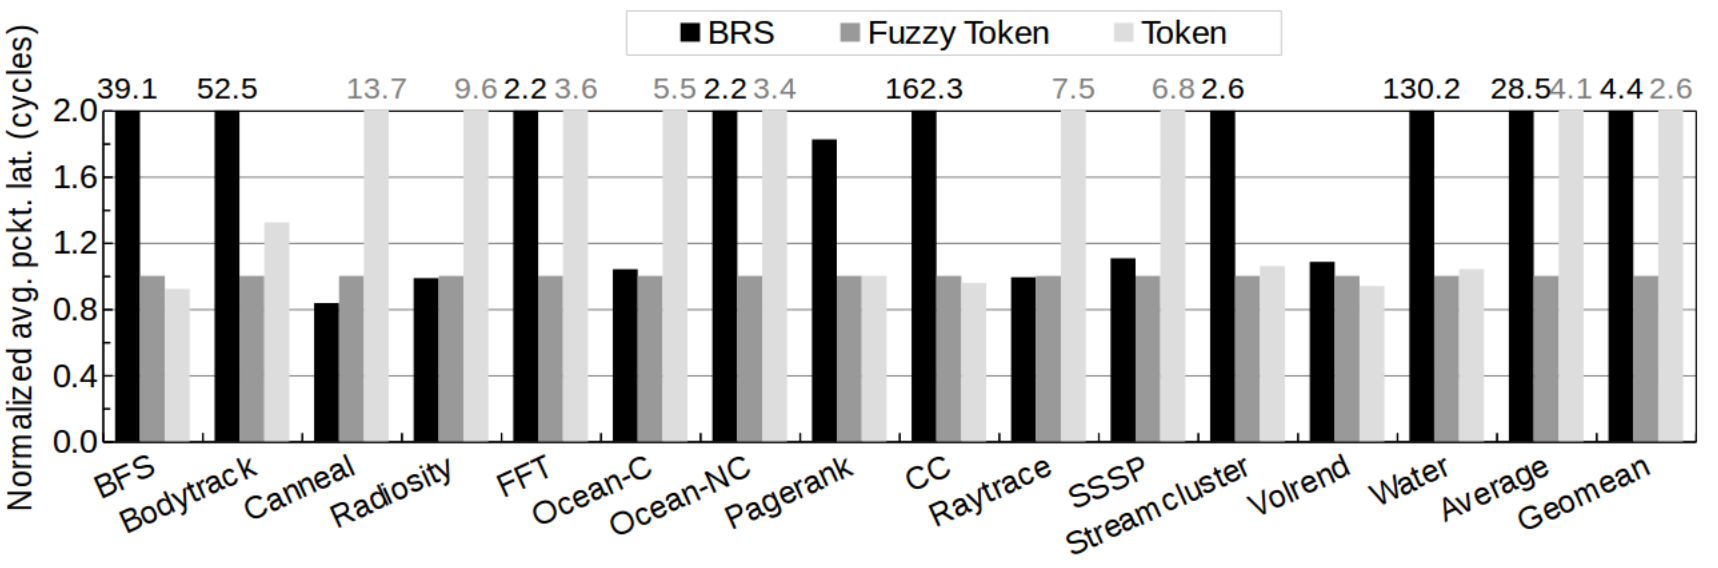 BRS Fuzzy Token Token
39.1 52.5 13.7 9.6 2.2 3.6 5.5 2.2 3.4 162.3 7.5 6.8 2.6 130.2 28.5 4.1 4.4 2.6
Normalized avg. pckt. lat. (cycles)
2.0
1.6
1.2
0.8
0.4
0.0
BFS Bodytrack Canneal Radiosity FFT Ocean-C Ocean-NC Pagerank CC Raytrace SSSP Streamcluster Volrend Water Average Geomean